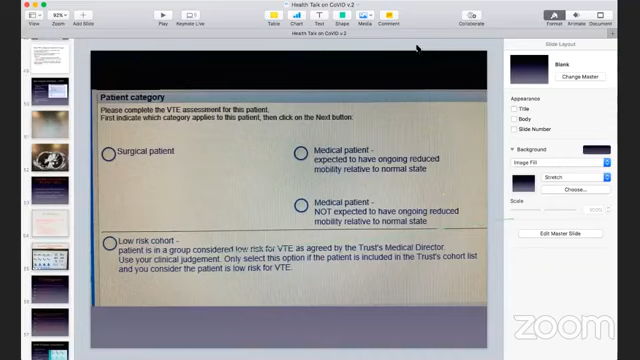 Health Talk on CoVID v.2
92%
View
Zoom
Add Slide
Play
Keynote Live
Table
Chart
Text
Shape
Media
Comment
Collaborate
Format
Animate
Document
Health Talk on CoVID v.2
Slide Layout
Blank
Change Master
Appearance
Title
Body
Slide Number
Background
Image Fill
Stretch
Choose...
Scale
Edit Master Slide
Patient category
Please complete the VTE assessment for this patient.
First indicate which category applies to this patient, then click on the Next button:
Surgical patient
Medical patient -
expected to have ongoing reduced
mobility relative to normal state
Medical patient -
NOT expected to have ongoing reduced
mobility relative to normal state
Low risk cohort -
patient is in a group considered low risk for VTE as agreed by the Trust's Medical Director.
Use your clinical judgement. Only select this option if the patient is included in the Trust's cohort list
and you consider the patient is low risk for VTE.
zoom